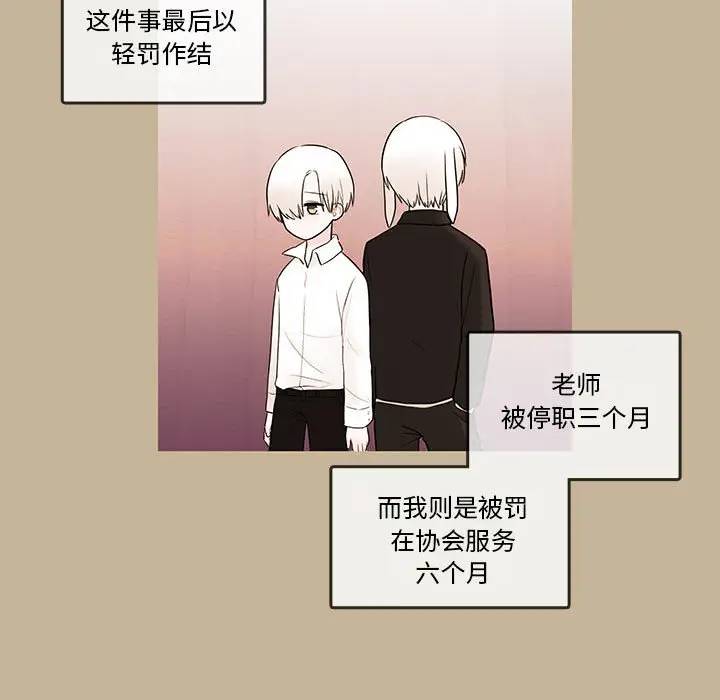 这件事最后以
轻罚作结
老师
被停职三个月
而我则是被罚
在协会服务
六个月